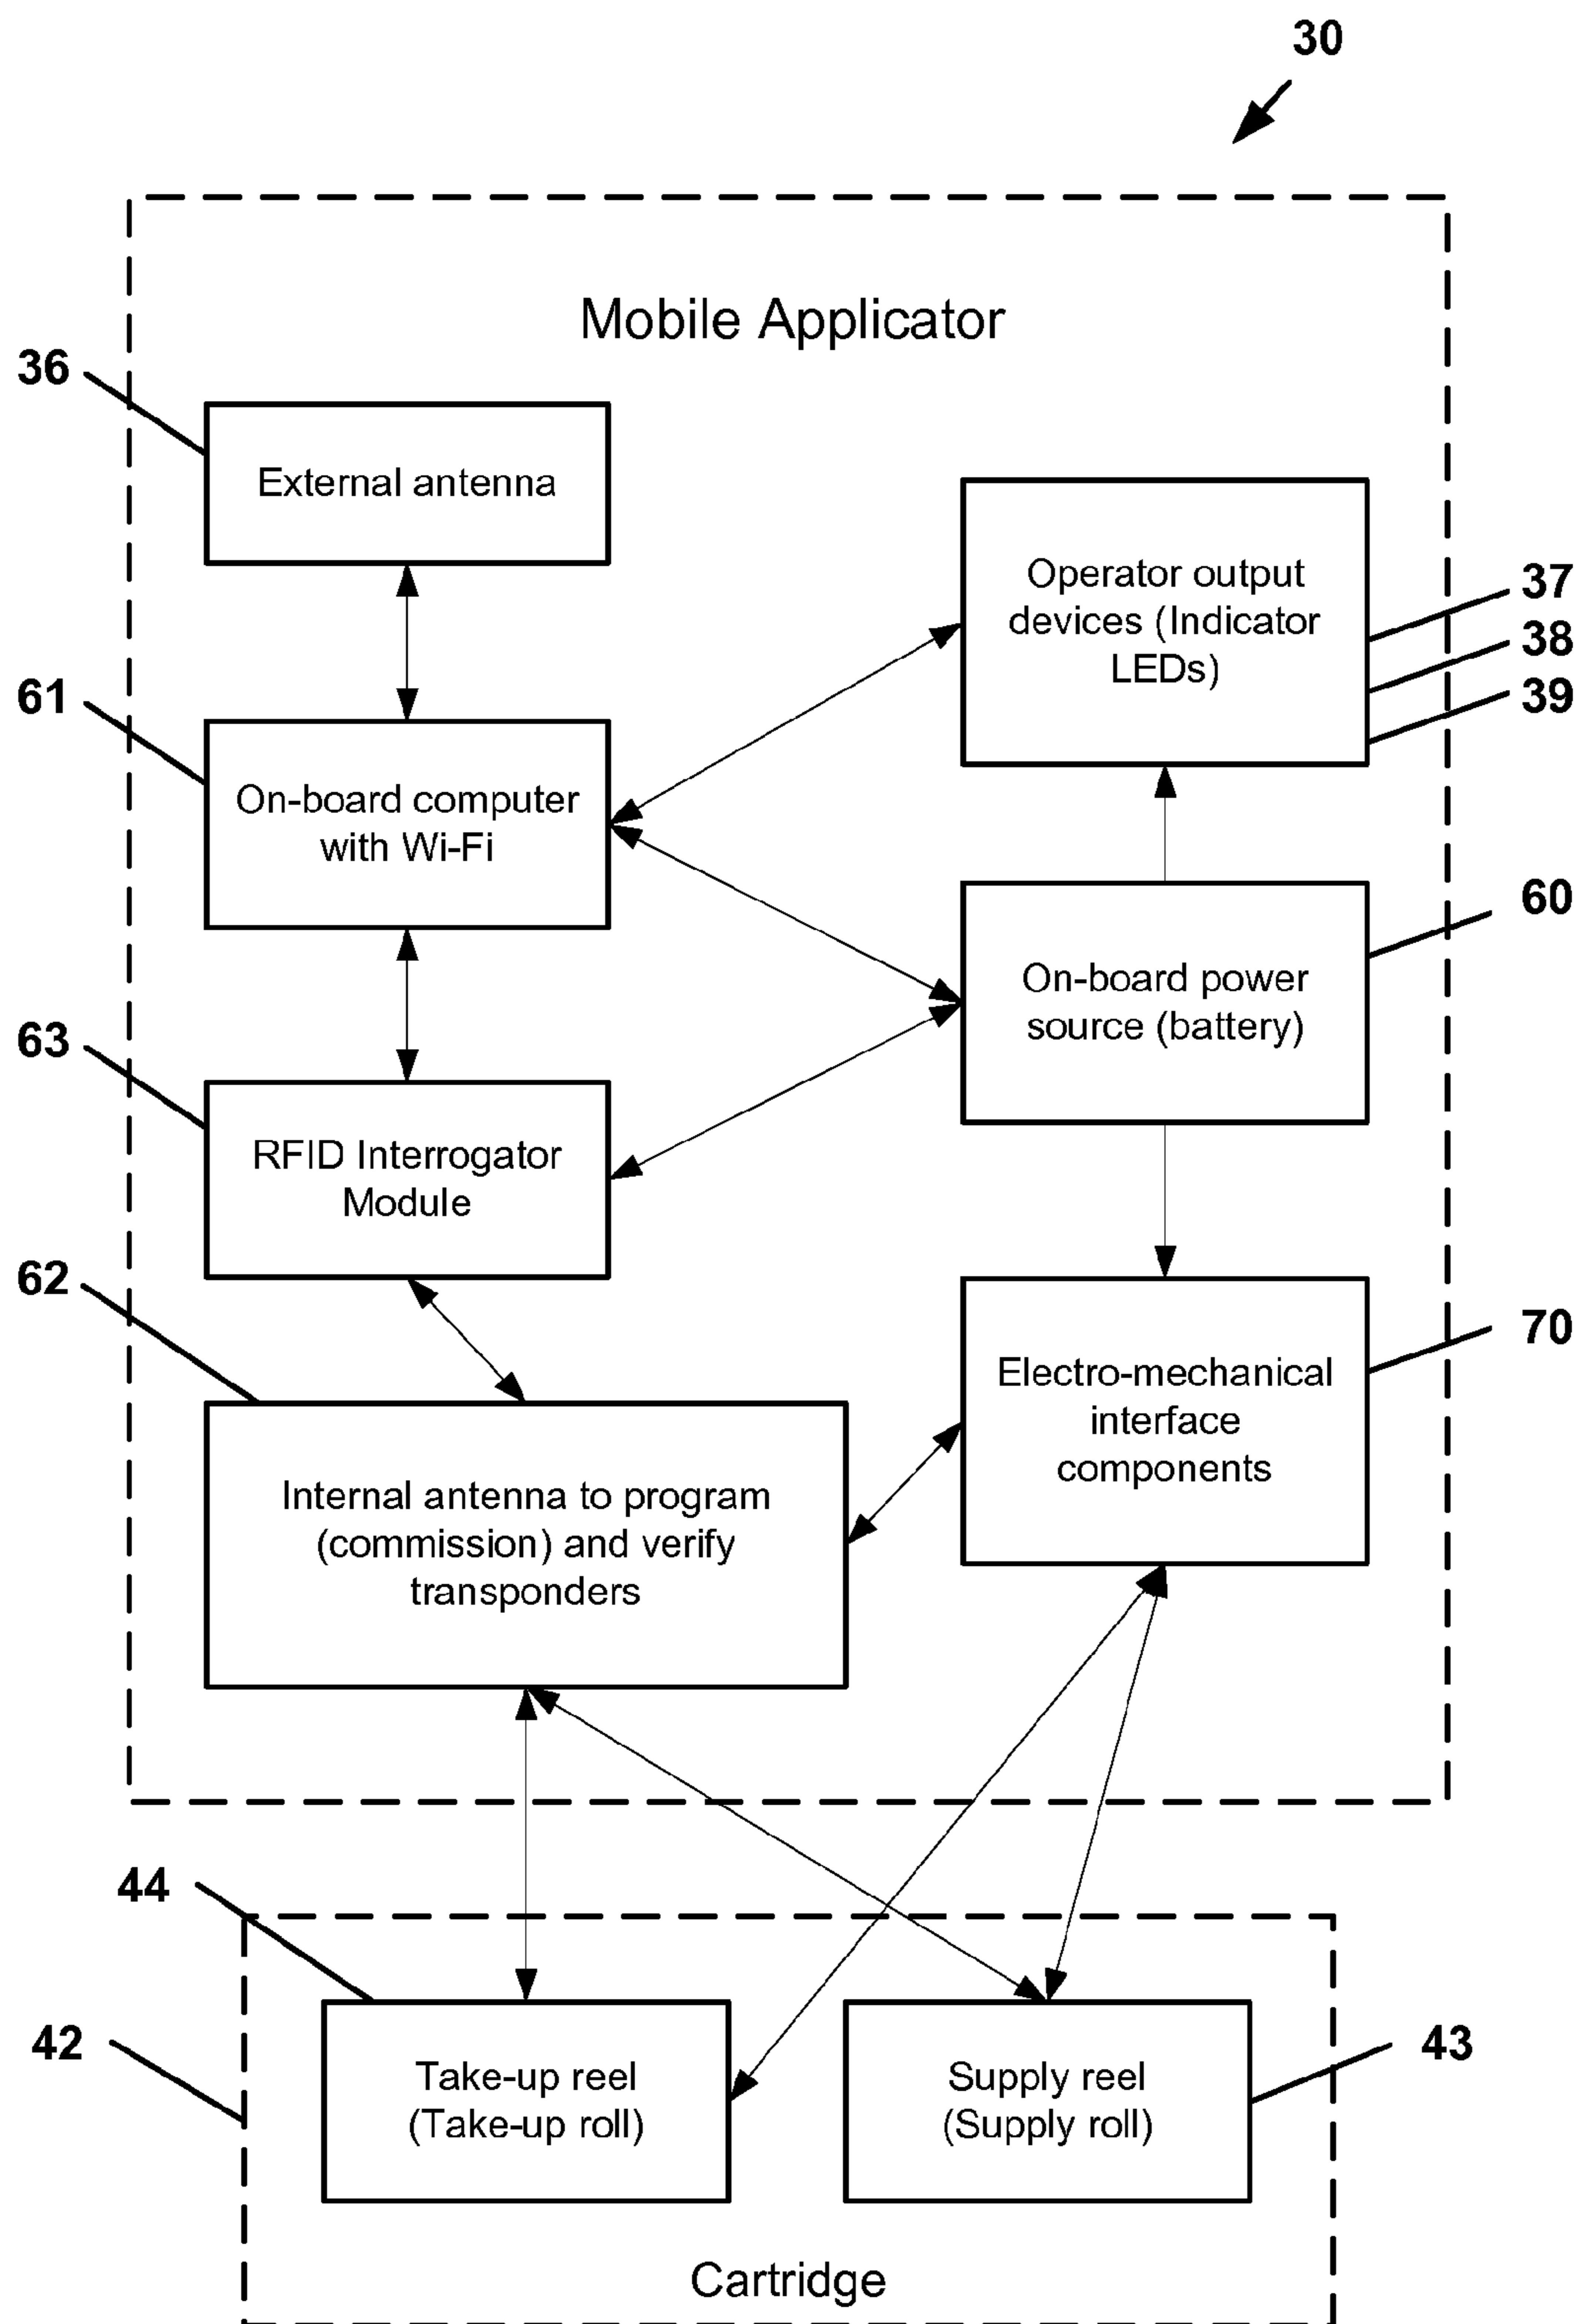 30
Mobile Applicator
36
External antenna
Operator output
devices (Indicator
LEDs)
37
38
39
61
On-board computer
with Wi-Fi
60
On-board power
source (battery)
63
RFID Interrogator
Module
62
Internal antenna to program
(commission) and verify
transponders
70
Electro-mechanical
interface
components
44
42
Take-up reel
(Take-up roll)
Supply reel
(Supply roll)
43
Cartridge